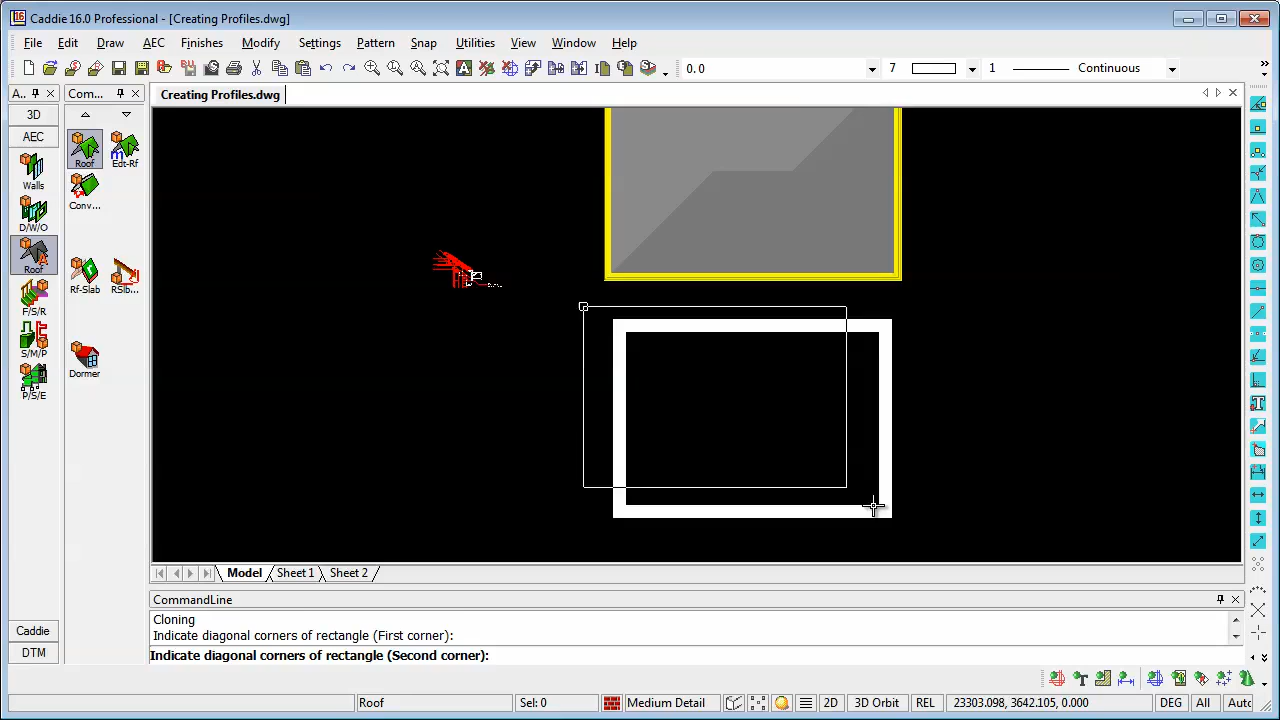 Caddie 16.0 Professional - [Creating Profiles.dwg]
File Edit Draw AEC Finishes Modify Settings Pattern Snap Utilities View Window Help
0.0 7 1 Continuous
A.. Com... Creating Profiles.dwg
3D
AEC
Roof Edt-Rf
Walls Conv...
D/W/O
Roof Rf-Slab RSlb...
F/S/R
S/M/P Dormer
P/S/E
Model Sheet 1 Sheet 2
CommandLine
Cloning
Indicate diagonal corners of rectangle (First corner):
Indicate diagonal corners of rectangle (Second corner):
Caddie
DTM
Roof Sel: 0 Medium Detail 2D 3D Orbit REL 23303.098, 3642.185, 0.000 DEG All Auto